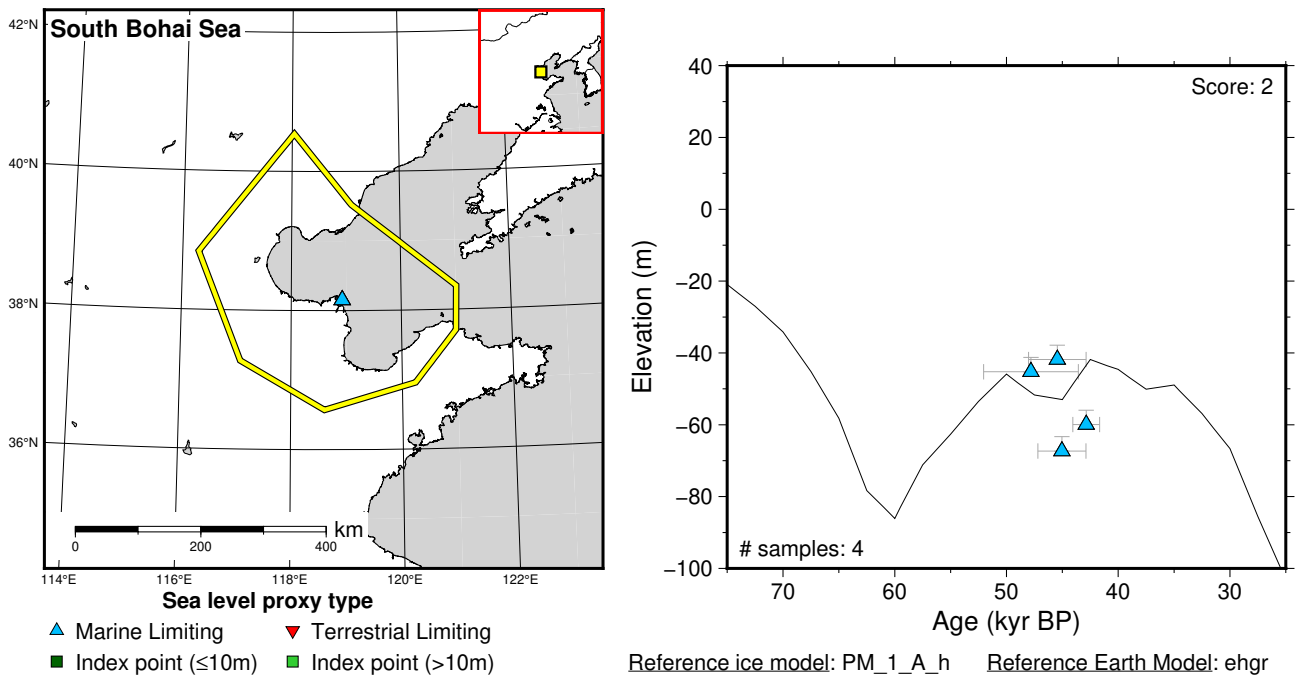 South Bohai Sea
42°N
40°N
38°N
36°N
km
0 200 400
114°E 116°E 118°E 120°E 122°E
Sea level proxy type
Marine Limiting Terrestrial Limiting
Index point (≤10m) Index point (>10m)
Score: 2
40
20
0
−20
−40
−60
−80
−100
Elevation (m)
# samples: 4
70 60 50 40 30
Age (kyr BP)
Reference ice model: PM_1_A_h Reference Earth Model: ehgr